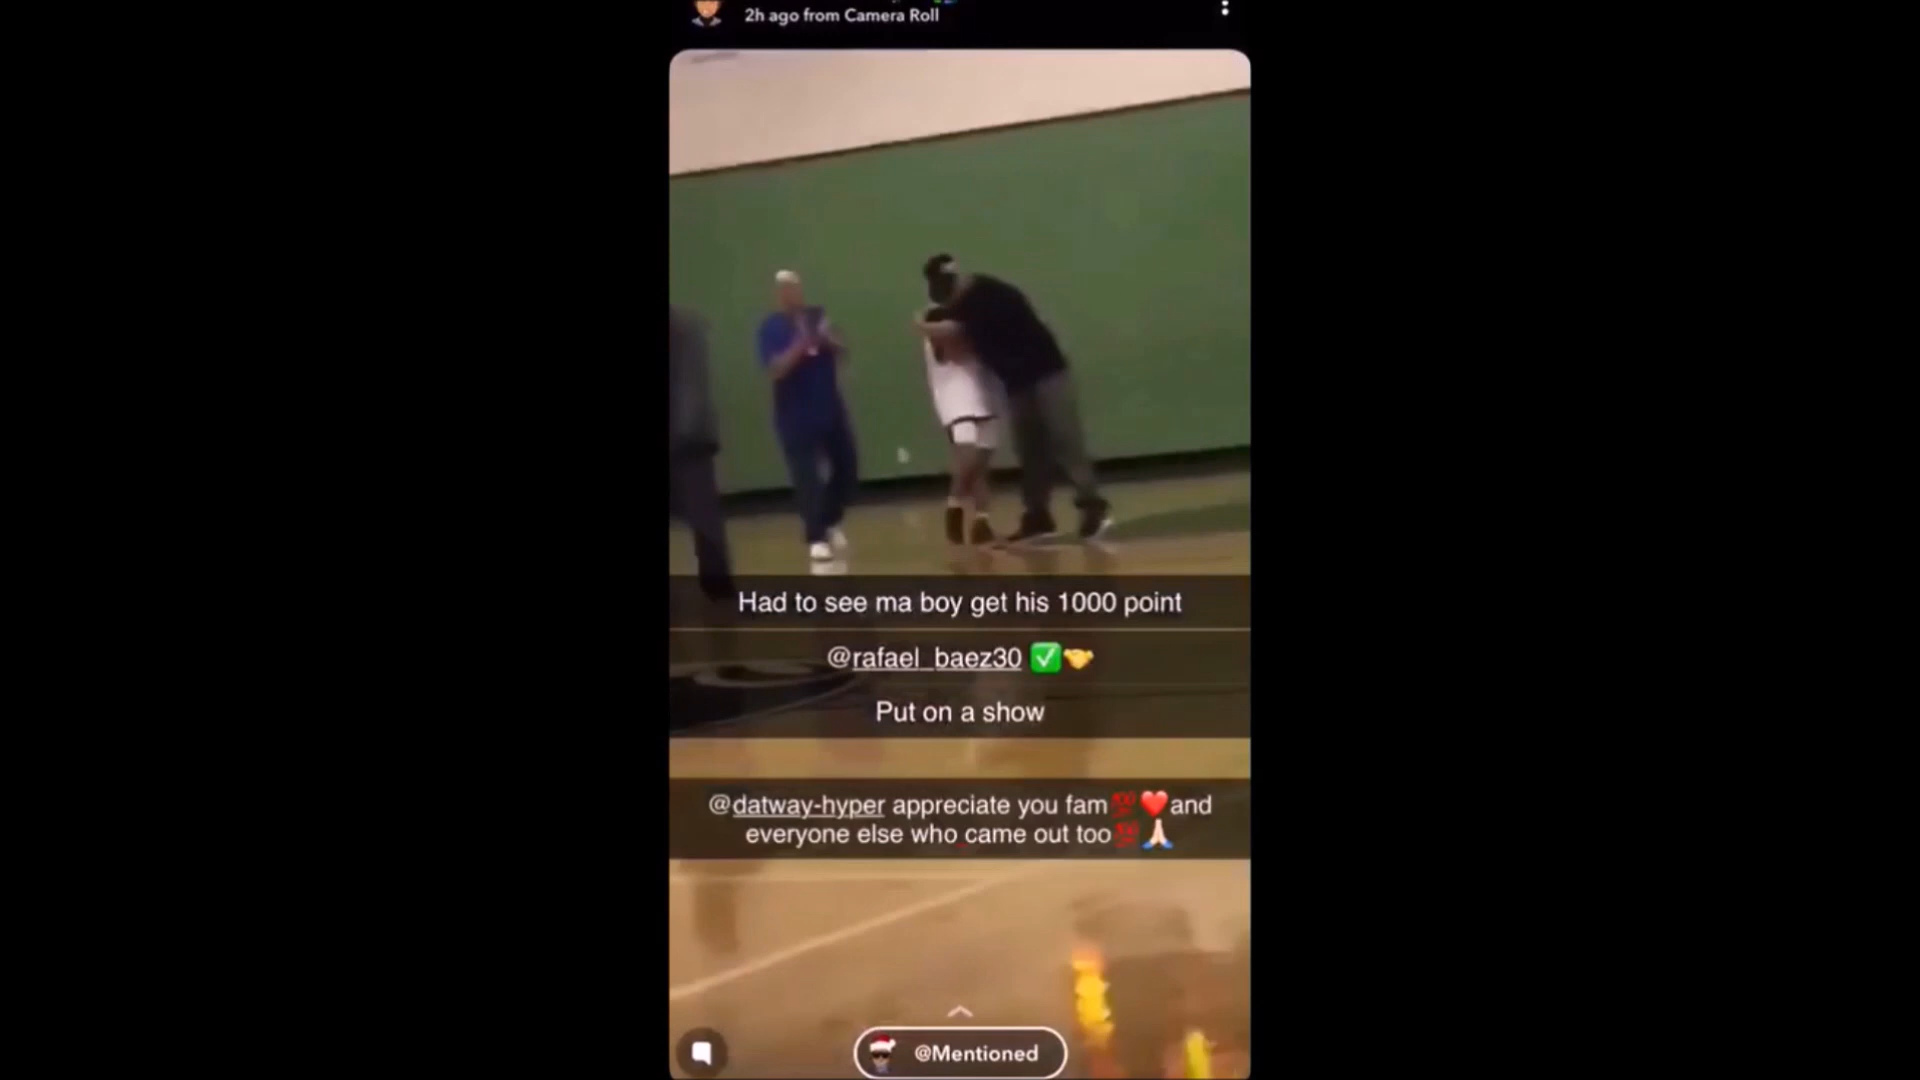 2h ago from Camera Roll
Had to see ma boy get his 1000 point
@rafael_baez30 ✅🤝
Put on a show
@datway-hyper appreciate you fam💯❤️and
everyone else who came out too💯🙏🏻
@Mentioned